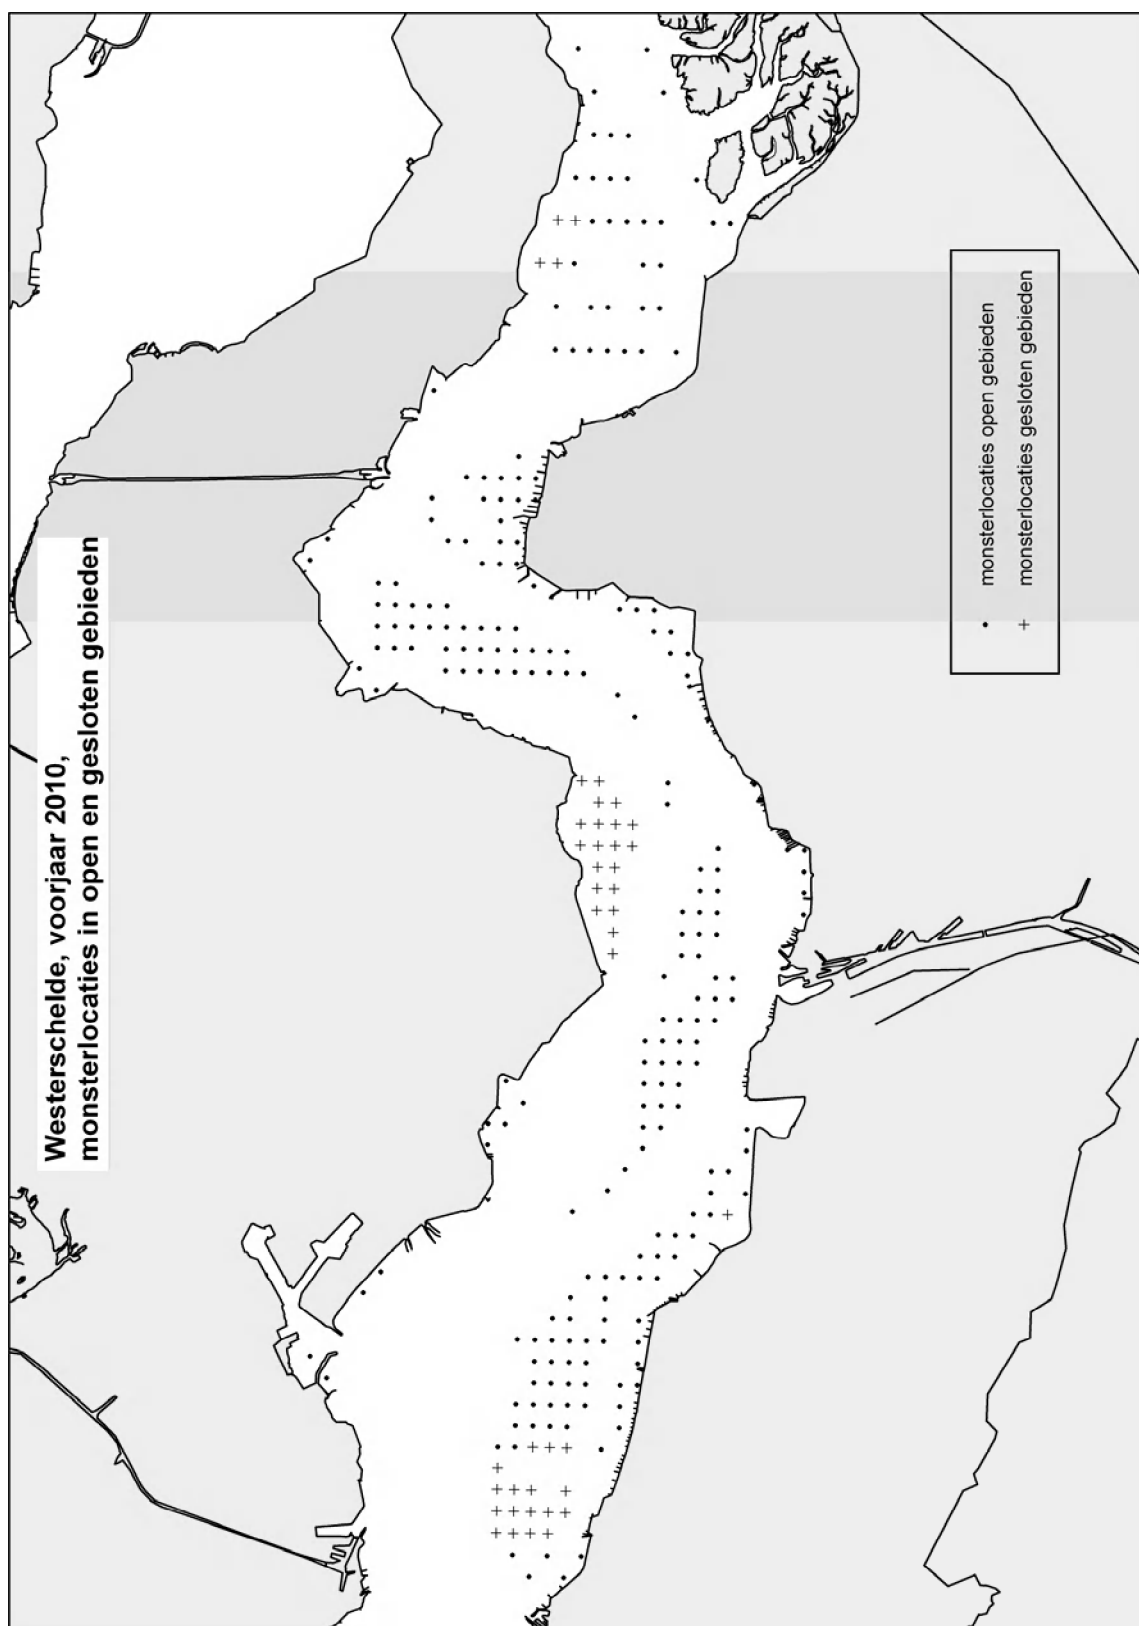 Westerschelde, voorjaar 2010,
monsterlocaties in open en gesloten gebieden
monsterlocaties open gebieden
monsterlocaties gesloten gebieden